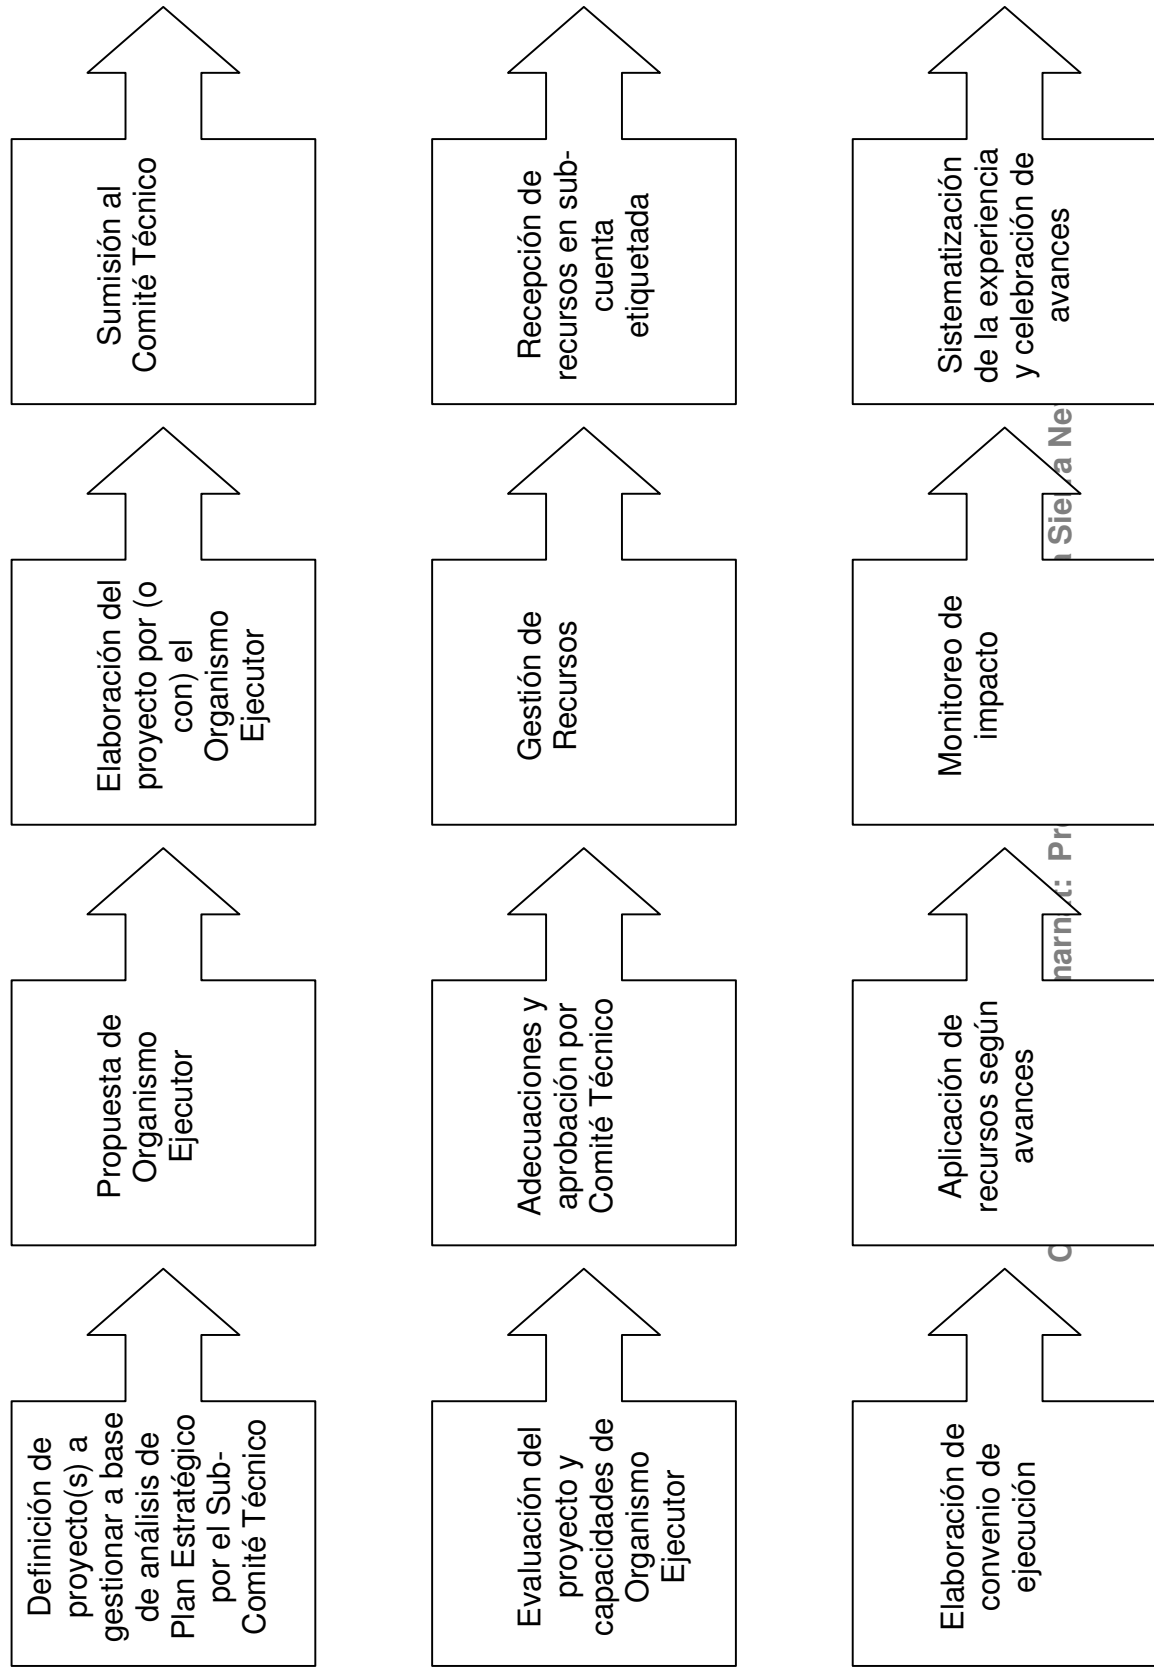 Definición de
proyecto(s) a
gestionar a base
de análisis de
Plan Estratégico
por el Sub-
Comité Técnico
Propuesta de
Organismo
Ejecutor
Elaboración del
proyecto por (o
con) el
Organismo
Ejecutor
Sumisión al
Comité Técnico
Evaluación del
proyecto y
capacidades de
Organismo
Ejecutor
Adecuaciones y
aprobación por
Comité Técnico
Gestión de
Recursos
Recepción de
recursos en sub-
cuenta
etiquetada
Elaboración de
convenio de
ejecución
Aplicación de
recursos según
avances
Monitoreo de
impacto
Sistematización
de la experiencia
y celebración de
avances
Sierra